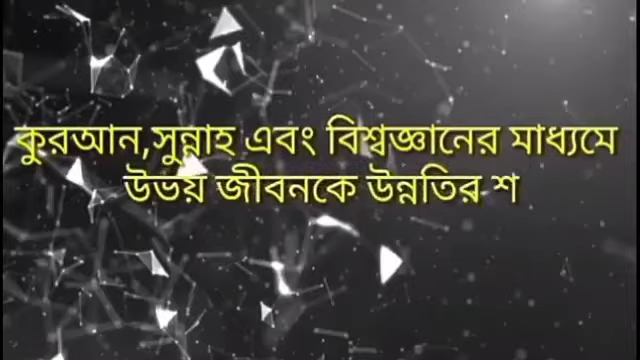 কুরআন,সুন্নাহ এবং বিশ্বজ্ঞানের মাধ্যমে
উভয় জীবনকে উন্নতির শ